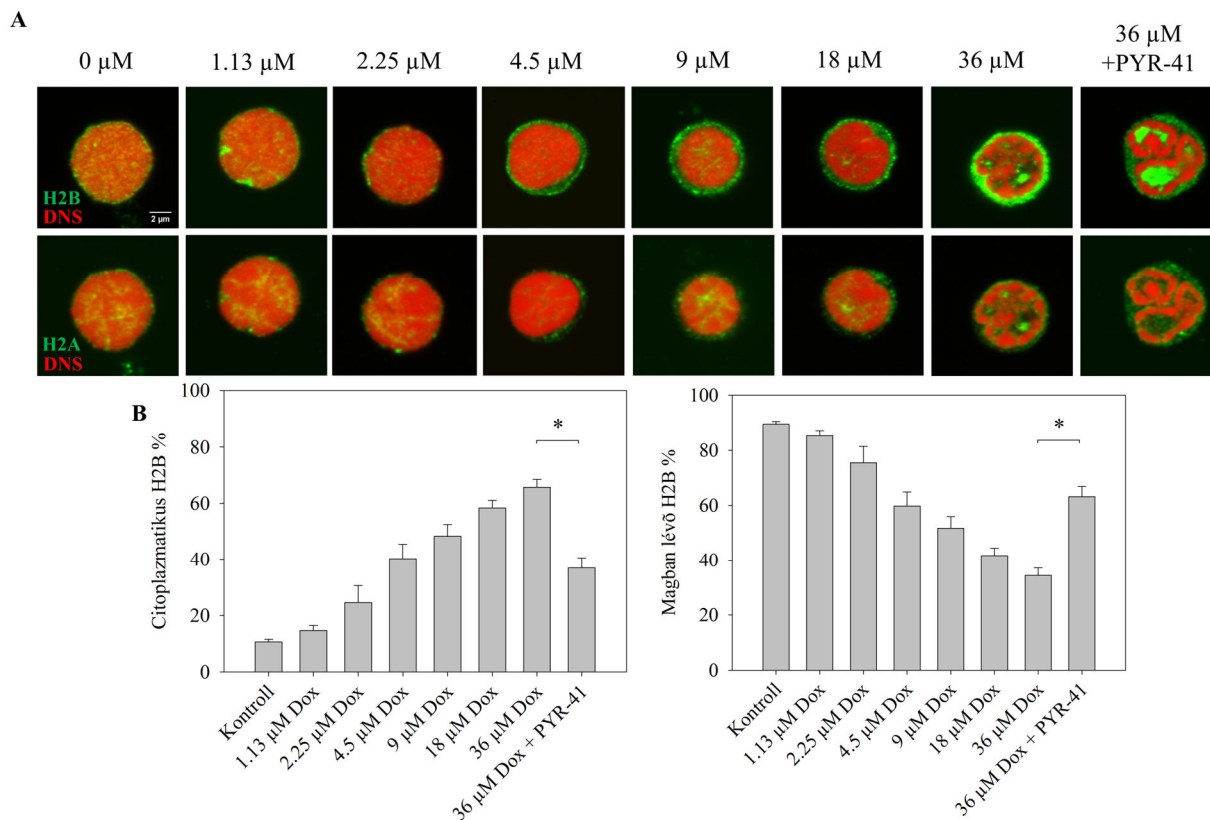 A
0 µM
1.13 µM
2.25 µM
4.5 µM
9 µM
18 µM
36 µM
36 µM
+PYR-41
H2B
DNS
2 µm
H2A
DNS
B
Citoplazmatikus H2B %
100
80
60
40
20
0
*
Kontroll
1.13 µM Dox
2.25 µM Dox
4.5 µM Dox
9 µM Dox
18 µM Dox
36 µM Dox
36 µM Dox + PYR-41
Magban lévõ H2B %
100
80
60
40
20
0
*
Kontroll
1.13 µM Dox
2.25 µM Dox
4.5 µM Dox
9 µM Dox
18 µM Dox
36 µM Dox
36 µM Dox + PYR-41